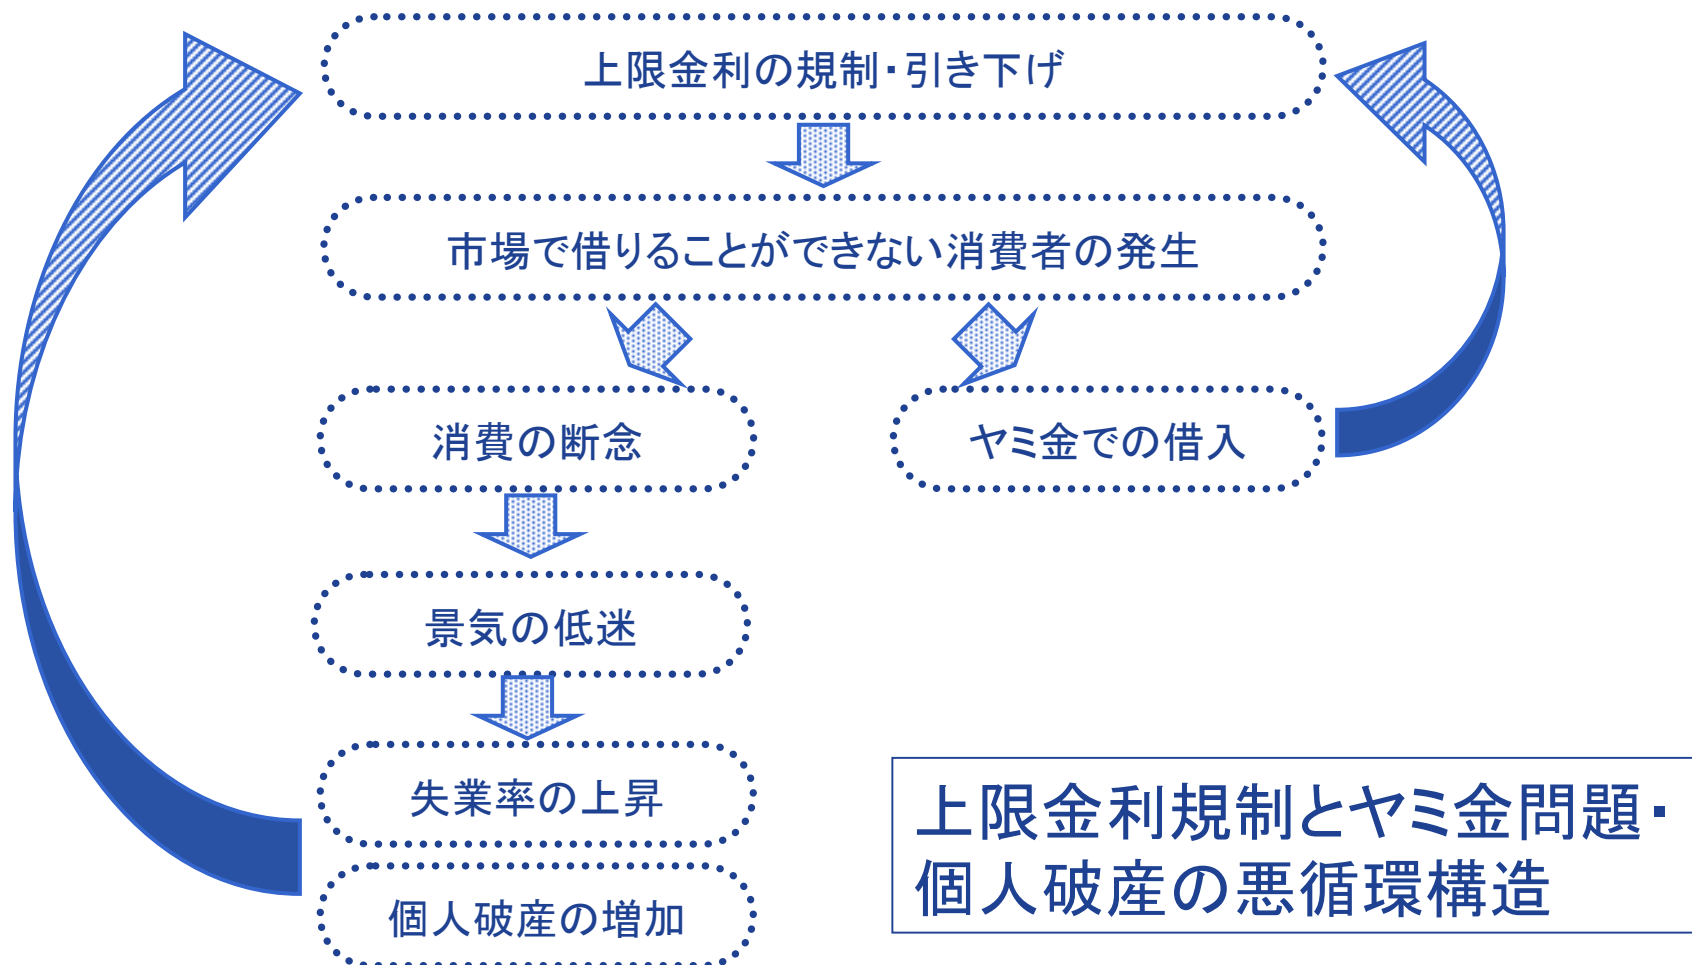 上限金利の規制・引き下げ
市場で借りることができない消費者の発生
消費の断念
ヤミ金での借入
景気の低迷
失業率の上昇
個人破産の増加
上限金利規制とヤミ金問題・
個人破産の悪循環構造